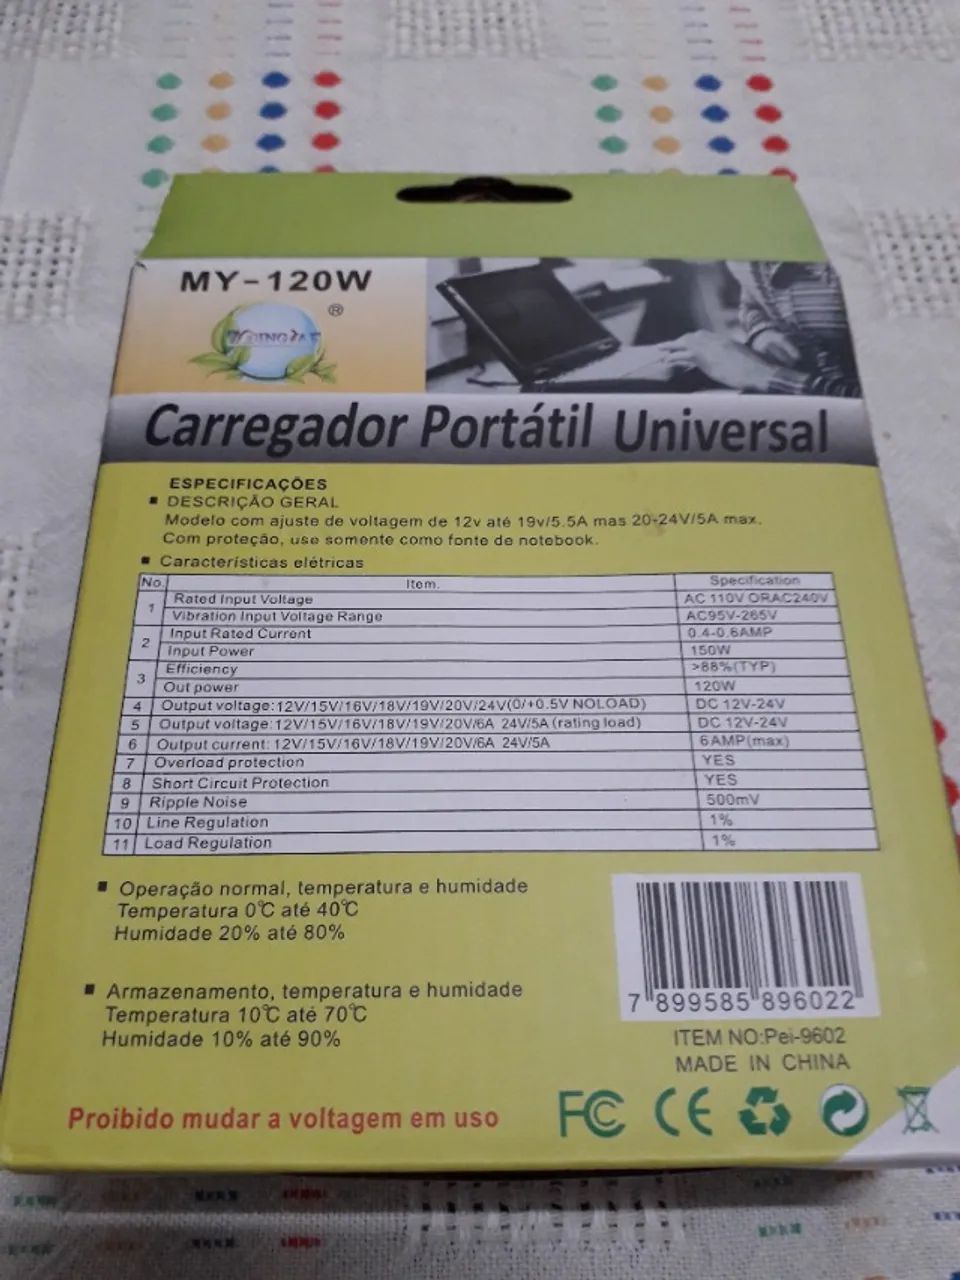 MY-120W
®
Carregador Portátil Universal
ESPECIFICAÇÕES
DESCRIÇÃO GERAL
Modelo com ajuste de voltagem de 12v até 19v/5.5A mas 20-24V/5A max.
Com proteção, use somente como fonte de notebook.
Características elétricas
No. Item. Specification
1 Rated Input Voltage AC 110V ORAC240V
Vibration Input Voltage Range AC95V-265V
2 Input Rated Current 0.4-0.6AMP
Input Power 150W
3 Efficiency >88%(TYP)
Out power 120W
4 Output voltage:12V/15V/16V/18V/19V/20V/24V(0/+0.5V NOLOAD) DC 12V-24V
5 Output voltage:12V/15V/16V/18V/19V/20V/6A 24V/5A (rating load) DC 12V-24V
6 Output current: 12V/15V/16V/18V/19V/20V/6A 24V/5A 6AMP(max)
7 Overload protection YES
8 Short Circuit Protection YES
9 Ripple Noise 500mV
10 Line Regulation 1%
11 Load Regulation 1%
Operação normal, temperatura e humidade
Temperatura 0℃ até 40℃
Humidade 20% até 80%
Armazenamento, temperatura e humidade
Temperatura 10℃ até 70℃
Humidade 10% até 90%
7 899585 896022
ITEM NO:Pei-9602
MADE IN CHINA
Proibido mudar a voltagem em uso
FC CE